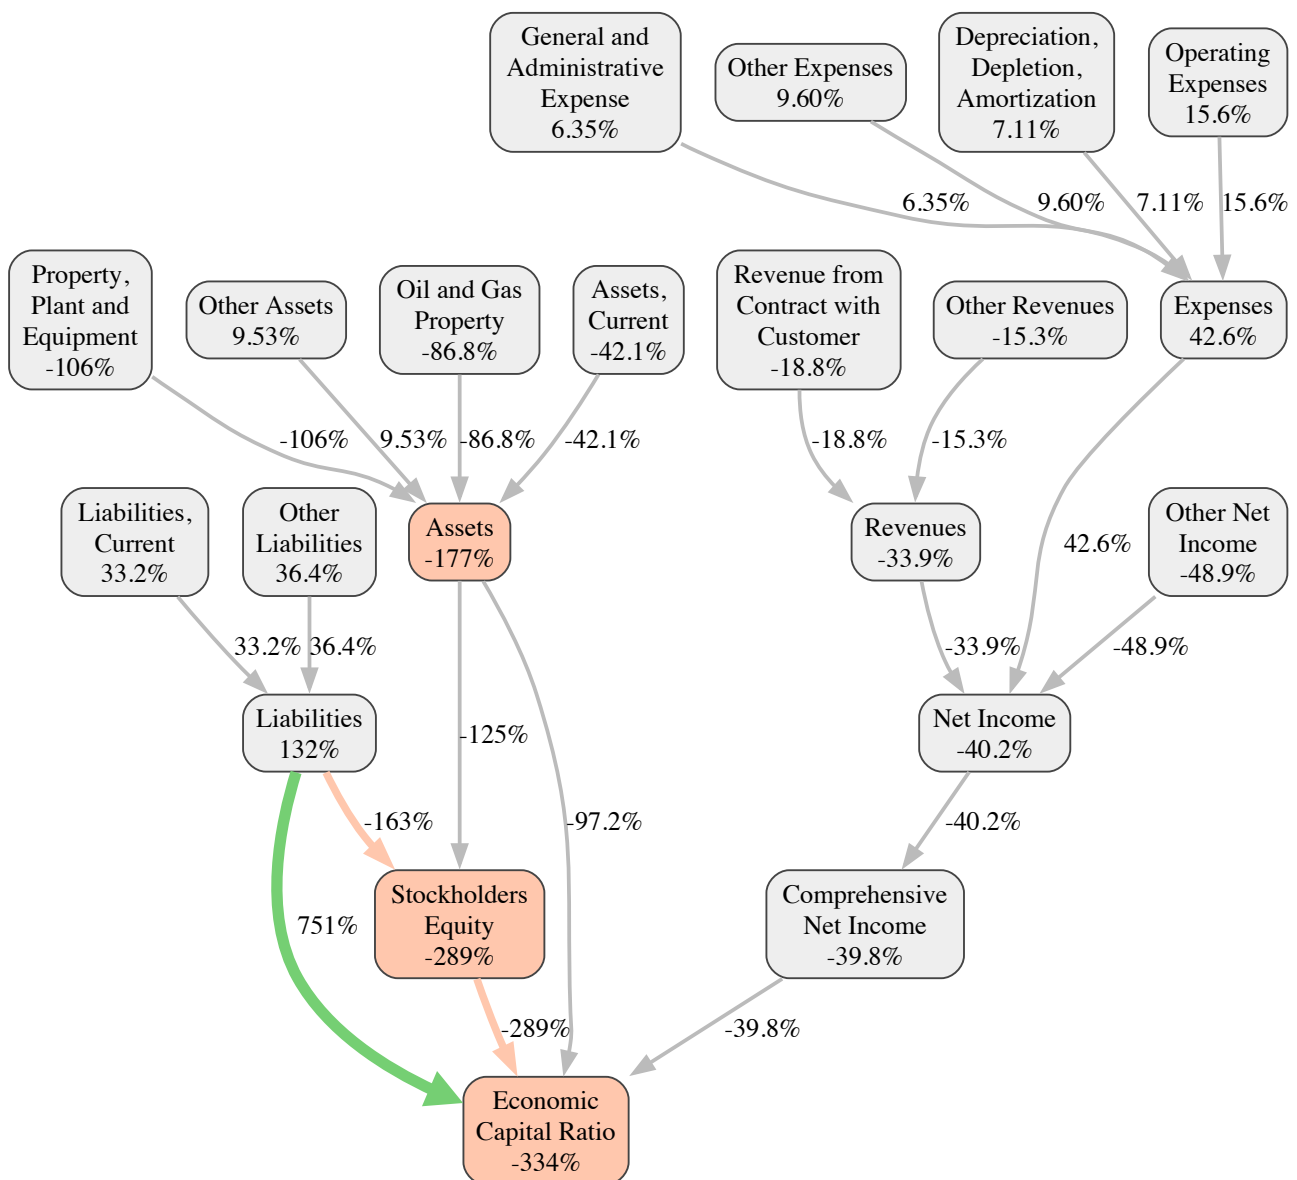 General and
Administrative
Expense
6.35%
Other Expenses
9.60%
Depreciation,
Depletion,
Amortization
7.11%
Operating
Expenses
15.6%
6.35%
9.60%
7.11%
15.6%
Property,
Plant and
Equipment
-106%
Other Assets
9.53%
Oil and Gas
Property
-86.8%
Assets,
Current
-42.1%
Revenue from
Contract with
Customer
-18.8%
Other Revenues
-15.3%
Expenses
42.6%
-106%
9.53%
-86.8%
-42.1%
-18.8%
-15.3%
Liabilities,
Current
33.2%
Other
Liabilities
36.4%
Assets
-177%
Revenues
-33.9%
42.6%
Other Net
Income
-48.9%
33.2%
36.4%
-33.9%
-48.9%
Liabilities
132%
-125%
Net Income
-40.2%
-163%
-97.2%
-40.2%
751%
Stockholders
Equity
-289%
Comprehensive
Net Income
-39.8%
-289%
-39.8%
Economic
Capital Ratio
-334%